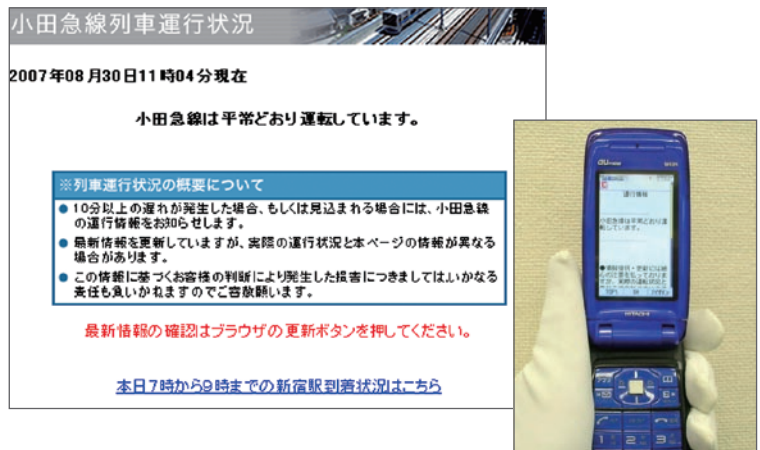 小田急線列車運行状況
2007年08月30日11時04分現在
小田急線は平常どおり運転しています。
※列車運行状況の概要について
● 10分以上の遅れが発生した場合、もしくは見込まれる場合には、小田急線
の運行情報をお知らせします。
● 最新情報を更新していますが、実際の運行状況と本ページの情報が異なる
場合があります。
● この情報に基づくお客様の判断により発生した損害につきましては、いかなる
責任も負いかねますのでご容赦願います。
最新情報の確認はブラウザの更新ボタンを押してください。
本日7時から9時までの新宿駅到着状況はこちら
au
運行情報
小田急線は平常どおり運
転しています。
HITACHI
1
2
3